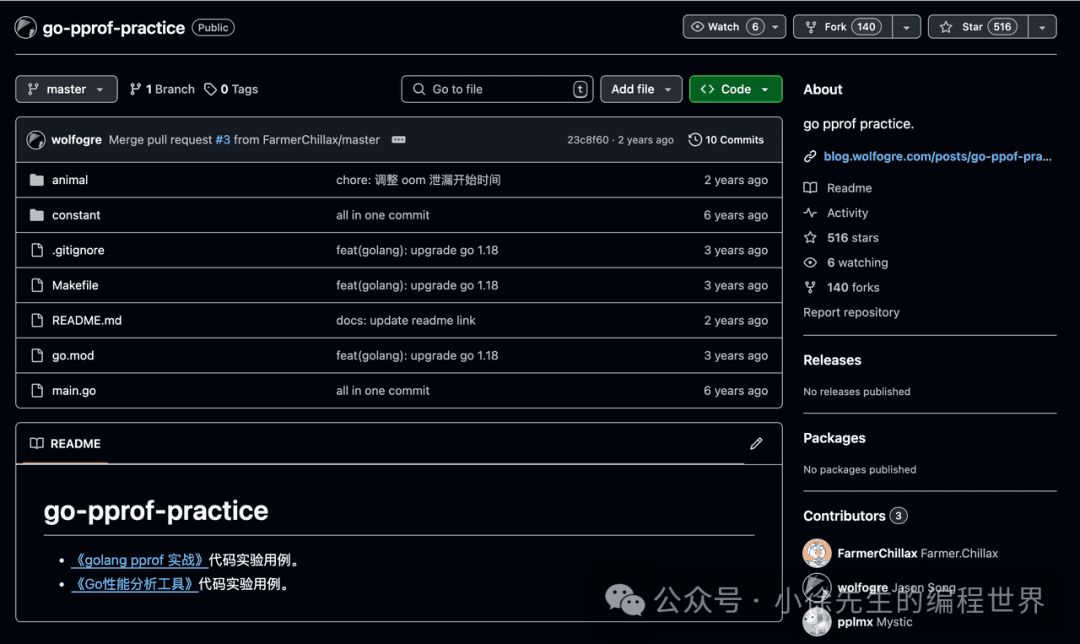 go-pprof-practice Public
Watch 6 Fork 140 Star 516
master 1 Branch 0 Tags Go to file t Add file Code
wolfogre Merge pull request #3 from FarmerChillax/master 23c8f60 · 2 years ago 10 Commits
animal chore: 调整 oom 泄漏开始时间 2 years ago
constant all in one commit 6 years ago
.gitignore feat(golang): upgrade go 1.18 3 years ago
Makefile feat(golang): upgrade go 1.18 3 years ago
README.md docs: update readme link 2 years ago
go.mod feat(golang): upgrade go 1.18 3 years ago
main.go all in one commit 6 years ago
README
go-pprof-practice
《golang pprof 实战》代码实验用例。
《Go性能分析工具》代码实验用例。
About
go pprof practice.
blog.wolfogre.com/posts/go-ppof-pra...
Readme
Activity
516 stars
6 watching
140 forks
Report repository
Releases
No releases published
Packages
No packages published
Contributors 3
FarmerChillax Farmer.Chillax
wolfogre Jason Song
pplmx Mystic
公众号 · 小徐先生的编程世界